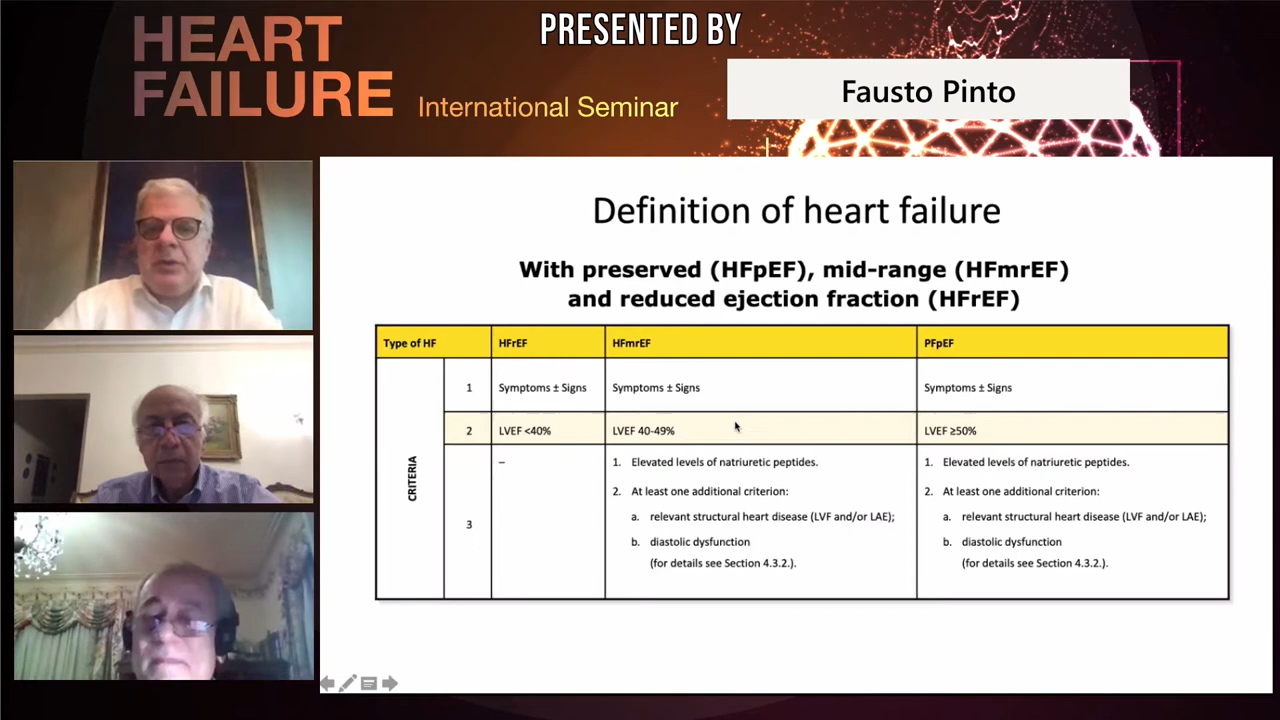 HEART
FAILURE
International Seminar
PRESENTED BY
Fausto Pinto
Definition of heart failure
With preserved (HFpEF), mid-range (HFmrEF)
and reduced ejection fraction (HFrEF)
Type of HF HFrEF HFmrEF PFpEF
CRITERIA
1 Symptoms ± Signs Symptoms ± Signs Symptoms ± Signs
2 LVEF <40% LVEF 40-49% LVEF ≥50%
3
–
1. Elevated levels of natriuretic peptides.
2. At least one additional criterion:
a. relevant structural heart disease (LVF and/or LAE);
b. diastolic dysfunction
(for details see Section 4.3.2.).
1. Elevated levels of natriuretic peptides.
2. At least one additional criterion:
a. relevant structural heart disease (LVF and/or LAE);
b. diastolic dysfunction
(for details see Section 4.3.2.).